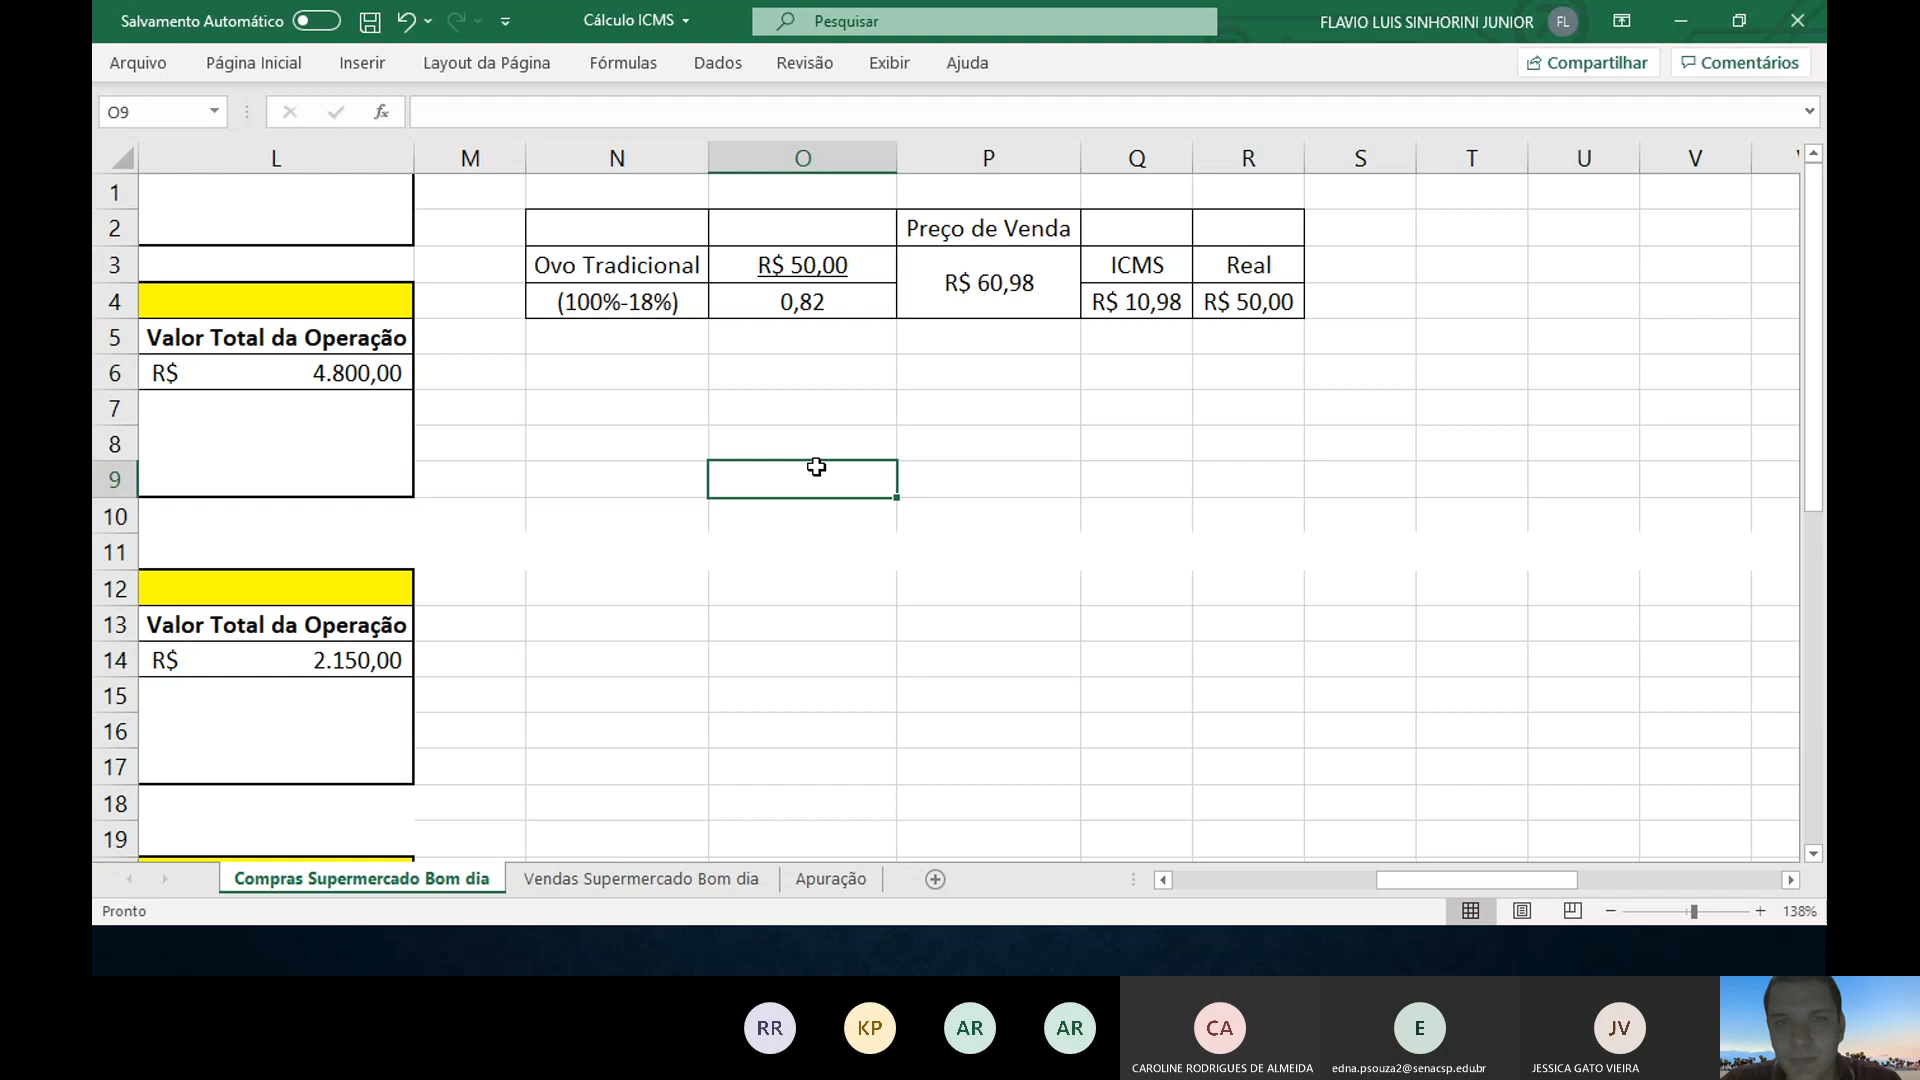 Salvamento Automático
Cálculo ICMS
Pesquisar
FLAVIO LUIS SINHORINI JUNIOR
FL
Arquivo
Página Inicial
Inserir
Layout da Página
Fórmulas
Dados
Revisão
Exibir
Ajuda
Compartilhar
Comentários
O9
fx
L M N O P Q R S T U V
1
2 Preço de Venda
3 Ovo Tradicional R$ 50,00 R$ 60,98 ICMS Real
4 (100%-18%) 0,82 R$ 10,98 R$ 50,00
5 Valor Total da Operação
6 R$ 4.800,00
7
8
9
10
11
12
13 Valor Total da Operação
14 R$ 2.150,00
15
16
17
18
19
Compras Supermercado Bom dia
Vendas Supermercado Bom dia
Apuração
Pronto
138%
RR
KP
AR
AR
CA
E
JV
CAROLINE RODRIGUES DE ALMEIDA
edna.psouza2@senacsp.edu.br
JESSICA GATO VIEIRA